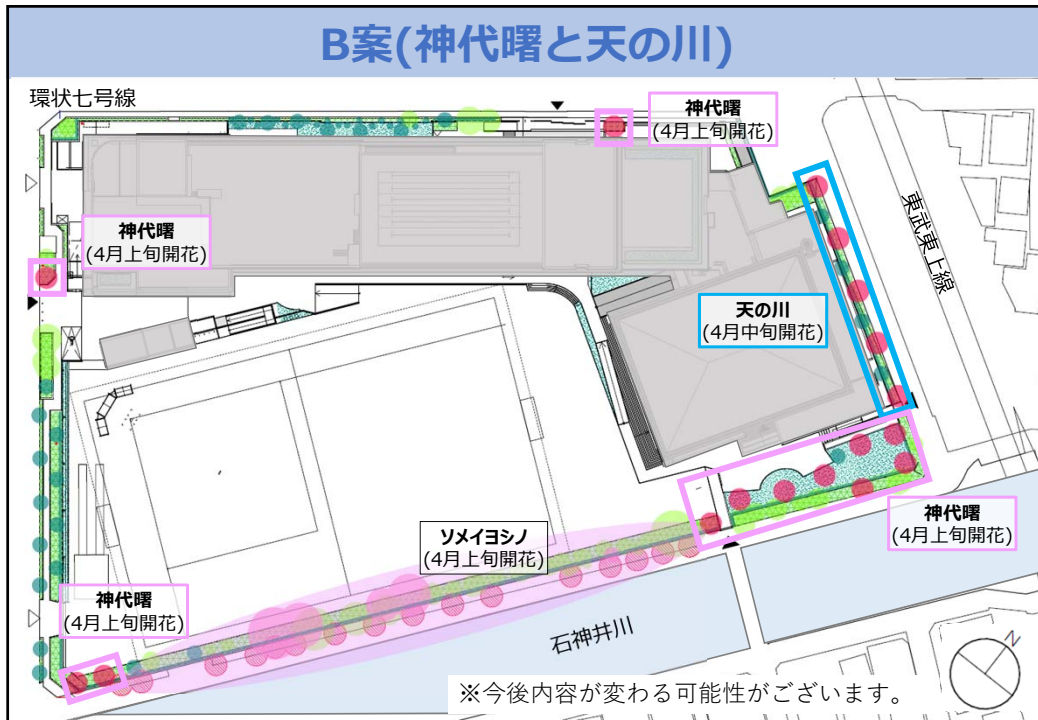 B案(神代曙と天の川)
環状七号線
神代曙
(4月上旬開花)
神代曙
(4月上旬開花)
東武東上線
天の川
(4月中旬開花)
ソメイヨシノ
(4月上旬開花)
神代曙
(4月上旬開花)
神代曙
(4月上旬開花)
石神井川
N
※今後内容が変わる可能性がございます。